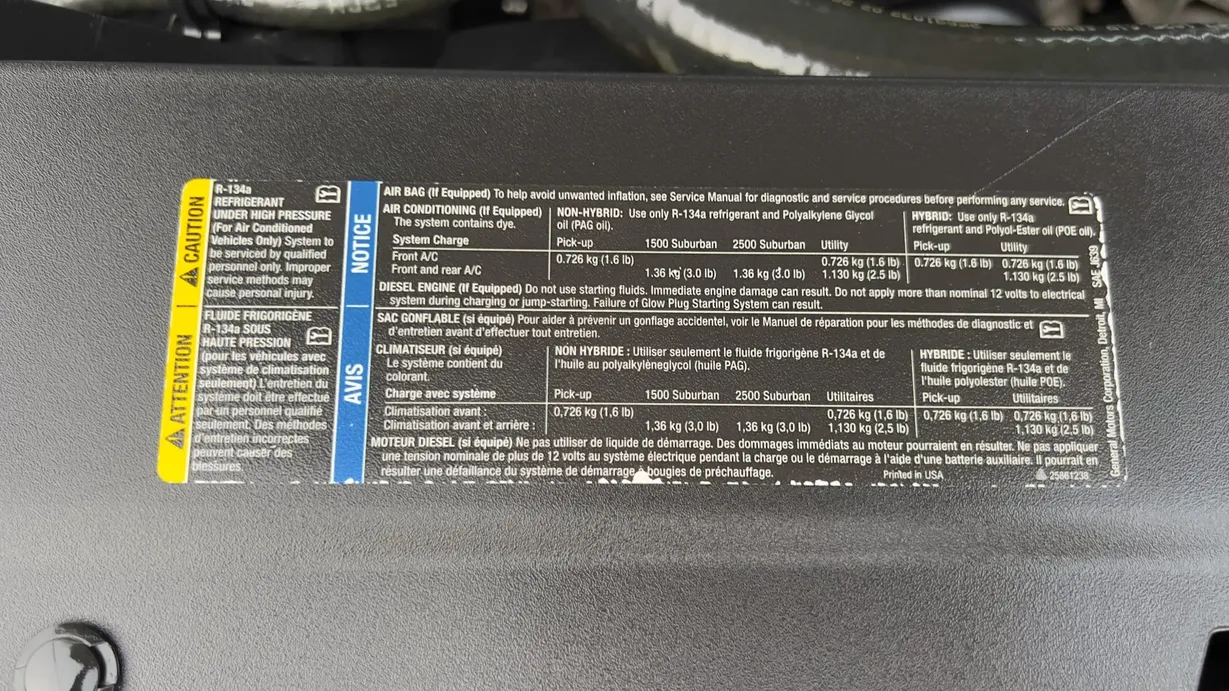 CAUTION
R-134a
REFRIGERANT
UNDER HIGH PRESSURE
(For Air Conditioned
Vehicles Only) System to
be serviced by qualified
personnel only. Improper
service methods may
cause personal injury.
ATTENTION
FLUIDE FRIGORIGÈNE
R-134a SOUS
HAUTE PRESSION
(pour les véhicules avec
système de climatisation
seulement) L'entretien du
système doit être effectué
par un personnel qualifié
seulement. Des méthodes
d'entretien incorrectes
peuvent causer des
blessures.
NOTICE
AIR BAG (If Equipped) To help avoid unwanted inflation, see Service Manual for diagnostic and service procedures before performing any service.
AIR CONDITIONING (If Equipped)
The system contains dye.
NON-HYBRID: Use only R-134a refrigerant and Polyalkylene Glycol
oil (PAG oil).
HYBRID: Use only R-134a
refrigerant and Polyol-Ester oil (POE oil).
System Charge Pick-up 1500 Suburban 2500 Suburban Utility Pick-up Utility
Front A/C 0.726 kg (1.6 lb) 0.726 kg (1.6 lb) 0.726 kg (1.6 lb) 0.726 kg (1.6 lb)
Front and rear A/C 1.36 kg (3.0 lb) 1.36 kg (3.0 lb) 1.130 kg (2.5 lb) 1.130 kg (2.5 lb)
DIESEL ENGINE (If Equipped) Do not use starting fluids. Immediate engine damage can result. Do not apply more than nominal 12 volts to electrical
system during charging or jump-starting. Failure of Glow Plug Starting System can result.
AVIS
SAC GONFLABLE (si équipé) Pour aider à prévenir un gonflage accidentel, voir le Manuel de réparation pour les méthodes de diagnostic et
d'entretien avant d'effectuer tout entretien.
CLIMATISEUR (si équipé)
Le système contient du
colorant.
NON HYBRIDE : Utiliser seulement le fluide frigorigène R-134a et de
l'huile au polyalkylèneglycol (huile PAG).
HYBRIDE : Utiliser seulement le
fluide frigorigène R-134a et de
l'huile polyolester (huile POE).
Charge avec système Pick-up 1500 Suburban 2500 Suburban Utilitaires Pick-up Utilitaires
Climatisation avant : 0,726 kg (1,6 lb) 0,726 kg (1,6 lb) 0,726 kg (1,6 lb) 0,726 kg (1,6 lb)
Climatisation avant et arrière : 1,36 kg (3,0 lb) 1,36 kg (3,0 lb) 1,130 kg (2,5 lb) 1,130 kg (2,5 lb)
MOTEUR DIESEL (si équipé) Ne pas utiliser de liquide de démarrage. Des dommages immédiats au moteur pourraient en résulter. Ne pas appliquer
une tension nominale de plus de 12 volts au système électrique pendant la charge ou le démarrage à l'aide d'une batterie auxiliaire. Il pourrait en
résulter une défaillance du système de démarrage à bougies de préchauffage.
Printed in USA 25861238
General Motors Corporation, Detroit, MI SAE J639